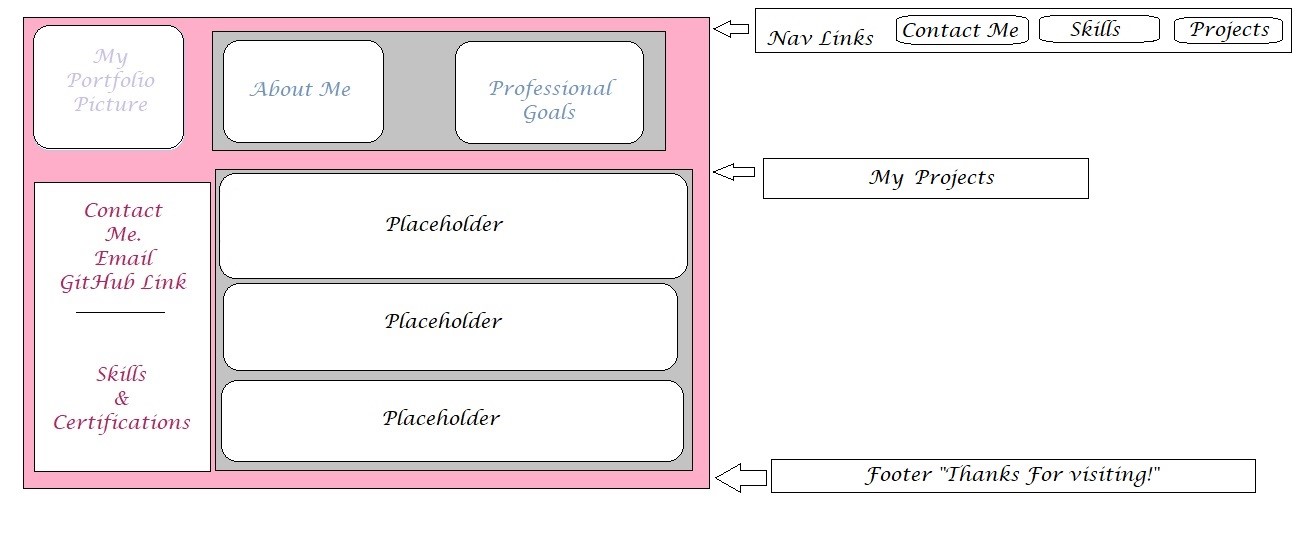 My
Portfolio
Picture
About Me
Professional
Goals
Nav Links
Contact Me
Skills
Projects
My Projects
Contact
Me.
Email
GitHub Link
Skills
&
Certifications
Placeholder
Placeholder
Placeholder
Footer "Thanks For visiting!"